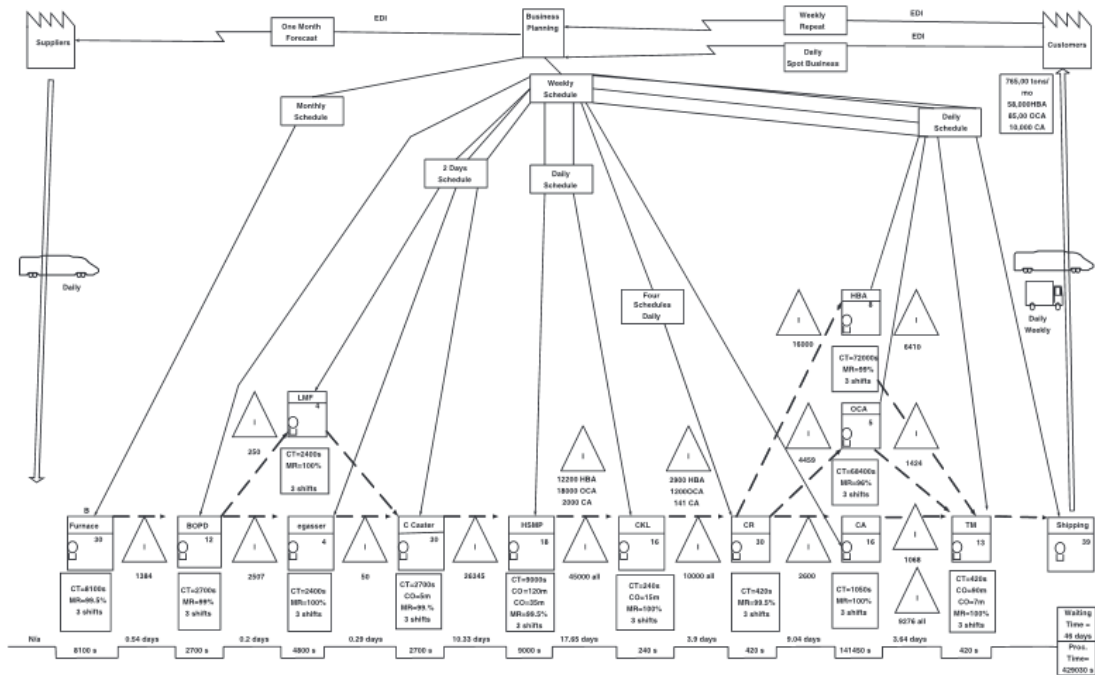 EDI
EDI
EDI
Suppliers
One Month
Forecast
Business
Planning
Weekly
Repeat
Daily
Spot Business
Customers
Monthly
Schedule
Weekly
Schedule
Daily
Schedule
765,00 tons/
mo
58,000HBA
85,00 OCA
10,000 CA
2 Days
Schedule
Daily
Schedule
Daily
Four
Schedules
Daily
Daily
Weekly
HBA
8
I
16000
I
6410
CT=72000s
MR=99%
3 shifts
LMF
4
I
250
CT=2400s
MR=100%
3 shifts
OCA
5
I
4459
I
1424
CT=68400s
MR=96%
3 shifts
I
12200 HBA
18000 OCA
2000 CA
I
2900 HBA
1200OCA
141 CA
B
Furnace
30
I
1384
BOPD
12
I
2507
egasser
4
I
50
C Caster
30
I
26345
HSMP
18
I
45000 all
CKL
16
I
10000 all
CR
30
I
2600
CA
16
I
1068
I
9276 all
TM
13
Shipping
39
CT=8100s
MR=99.5%
3 shifts
CT=2700s
MR=99%
3 shifts
CT=2400s
MR=100%
3 shifts
CT=2700s
CO=5m
MR=99.%
3 shifts
CT=9000s
CO=120m
CO=35m
MR=99.5%
3 shifts
CT=240s
CO=15m
MR=100%
3 shifts
CT=420s
MR=99.5%
3 shifts
CT=1050s
MR=100%
3 shifts
CT=420s
CO=90m
CO=7m
MR=100%
3 shifts
N/a
0.54 days
0.2 days
0.29 days
10.33 days
17.65 days
3.9 days
9.04 days
3.64 days
8100 s
2700 s
4800 s
2700 s
9000 s
240 s
420 s
141450 s
420 s
Waiting
Time =
46 days
Proc.
Time=
429030 s